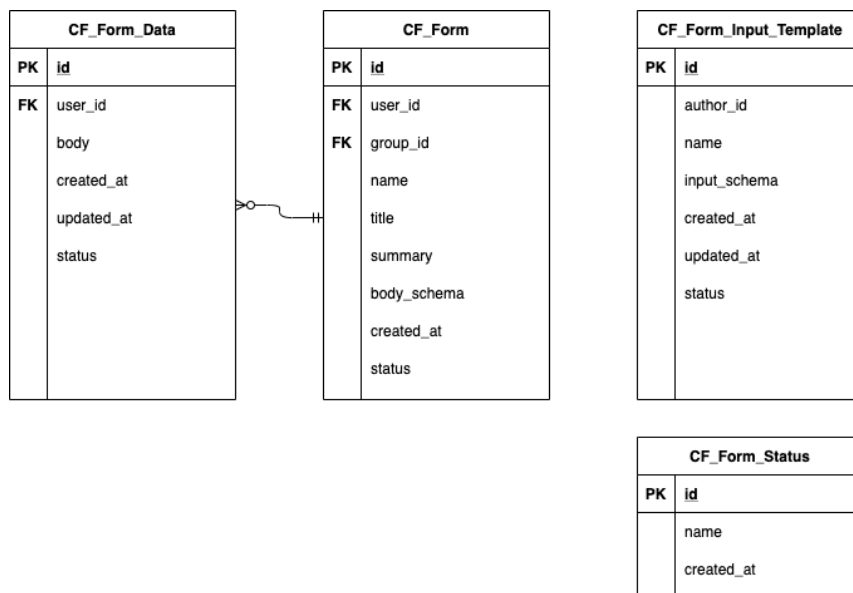 CF_Form_Data
PK id
FK user_id
body
created_at
updated_at
status
CF_Form
PK id
FK user_id
FK group_id
name
title
summary
body_schema
created_at
status
CF_Form_Input_Template
PK id
author_id
name
input_schema
created_at
updated_at
status
CF_Form_Status
PK id
name
created_at